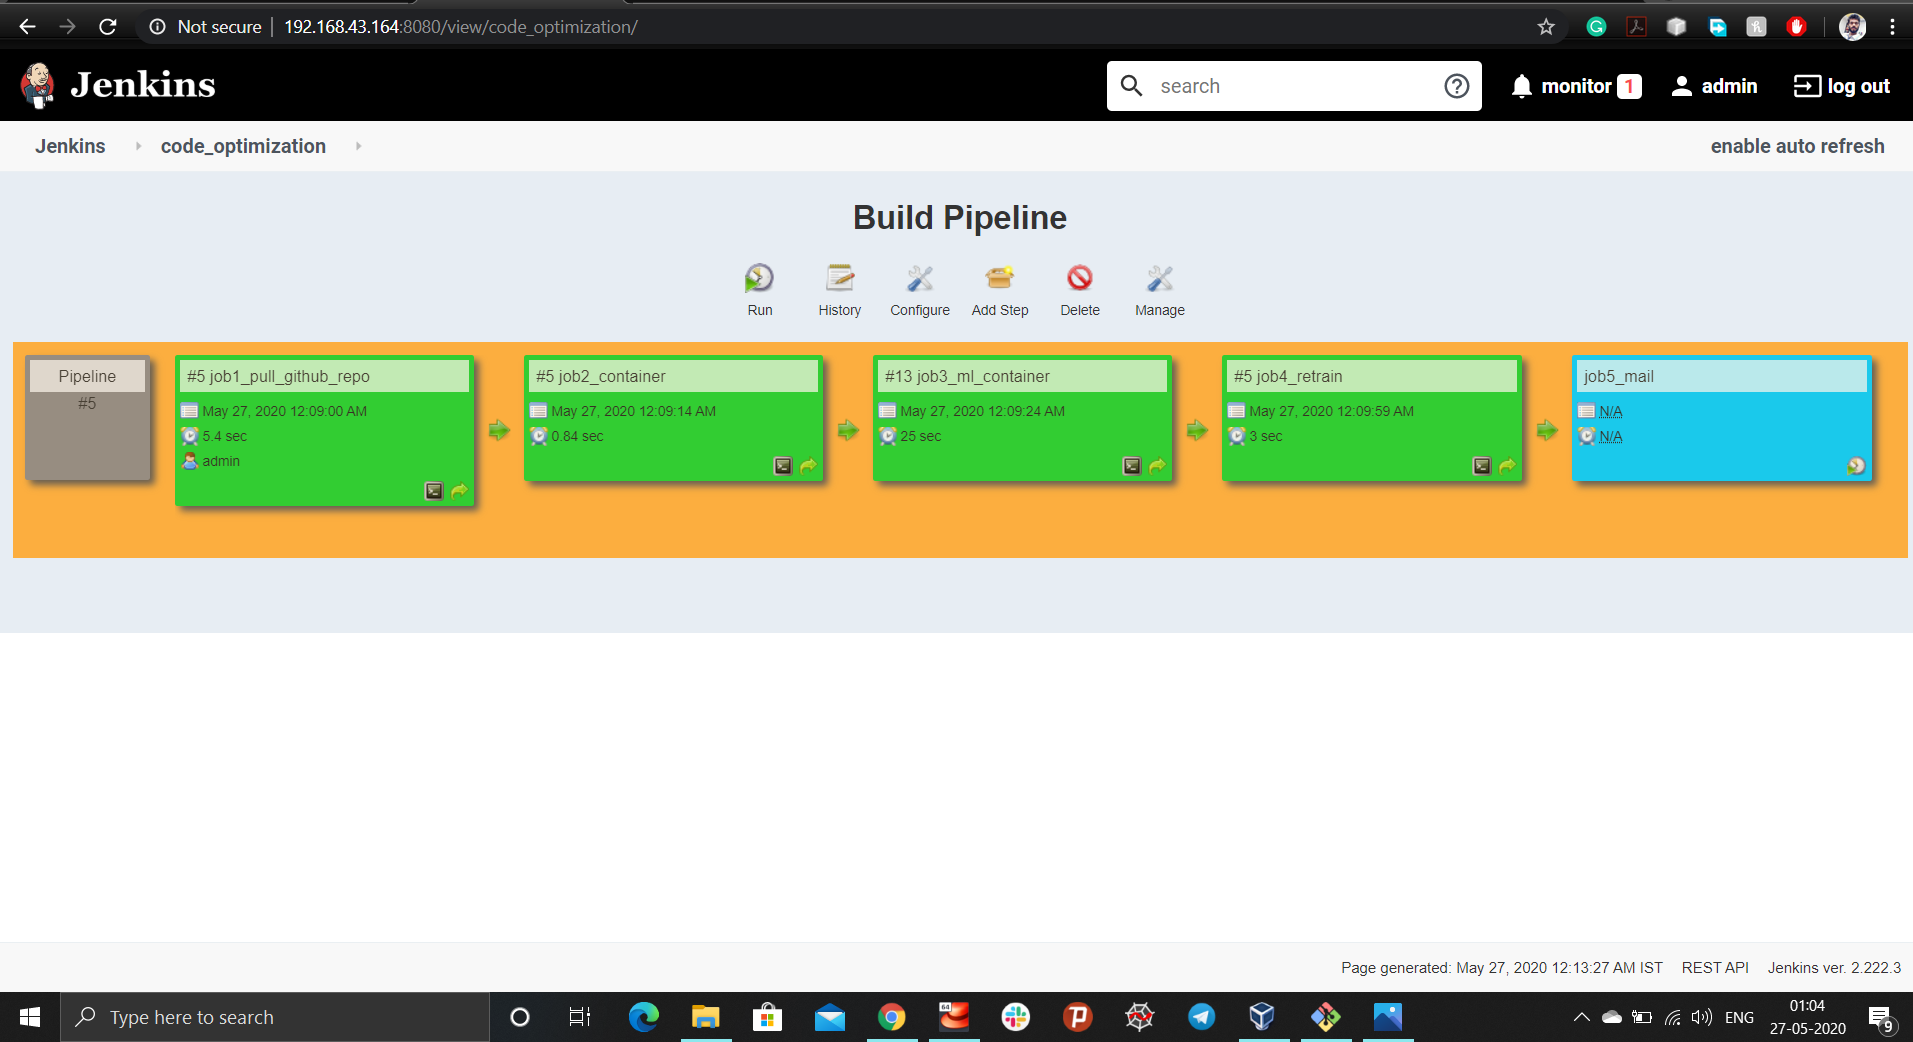 Not secure | 192.168.43.164:8080/view/code_optimization/
Jenkins
search
monitor 1
admin
log out
Jenkins
code_optimization
enable auto refresh
Build Pipeline
Run
History
Configure
Add Step
Delete
Manage
Pipeline
#5
#5 job1_pull_github_repo
May 27, 2020 12:09:00 AM
5.4 sec
admin
#5 job2_container
May 27, 2020 12:09:14 AM
0.84 sec
#13 job3_ml_container
May 27, 2020 12:09:24 AM
25 sec
#5 job4_retrain
May 27, 2020 12:09:59 AM
3 sec
job5_mail
N/A
N/A
Page generated: May 27, 2020 12:13:27 AM IST
REST API
Jenkins ver. 2.222.3
Type here to search
64
ENG
01:04
27-05-2020
9